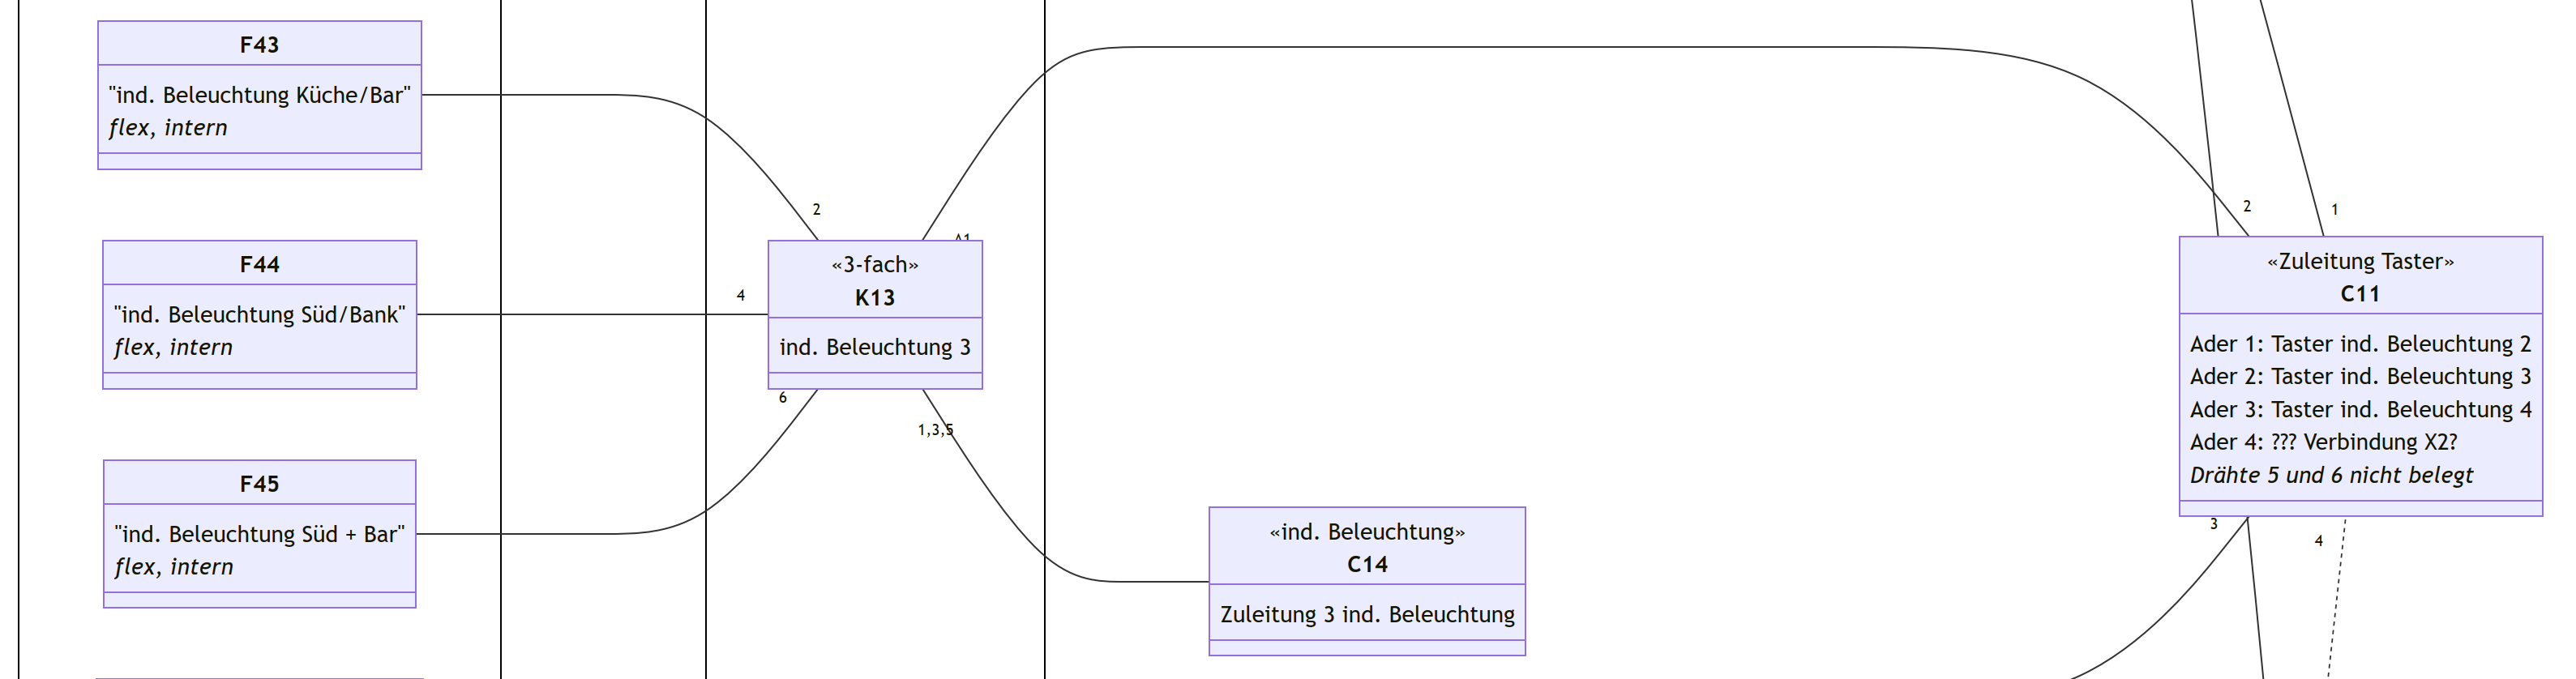 F43
"ind. Beleuchtung Küche/Bar"
flex, intern
2
2
1
A1
F44
"ind. Beleuchtung Süd/Bank"
flex, intern
4
«3-fach»
K13
ind. Beleuchtung 3
«Zuleitung Taster»
C11
Ader 1: Taster ind. Beleuchtung 2
Ader 2: Taster ind. Beleuchtung 3
Ader 3: Taster ind. Beleuchtung 4
Ader 4: ??? Verbindung X2?
Drähte 5 und 6 nicht belegt
6
1,3,5
F45
"ind. Beleuchtung Süd + Bar"
flex, intern
«ind. Beleuchtung»
C14
Zuleitung 3 ind. Beleuchtung
3
4